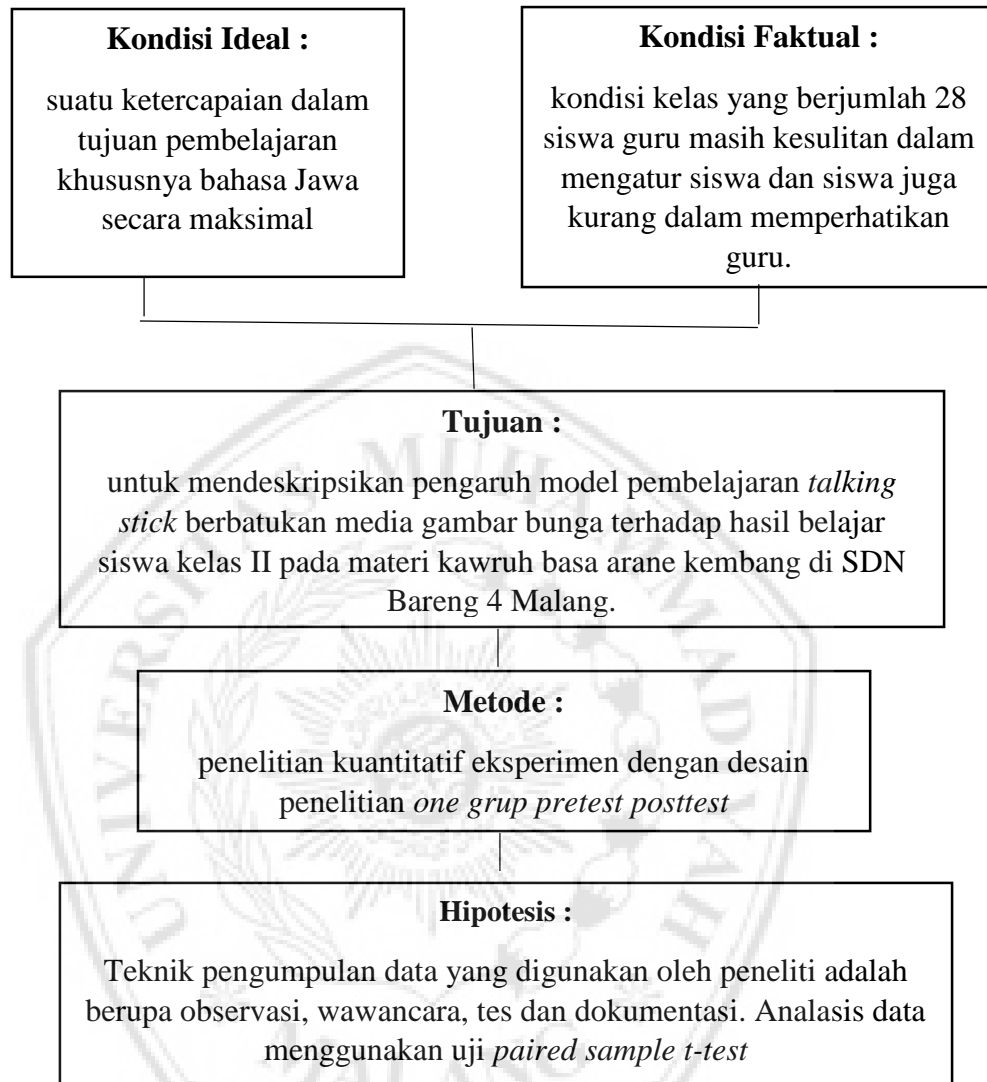 Kondisi Ideal :
suatu ketercapaian dalam
tujuan pembelajaran
khususnya bahasa Jawa
secara maksimal
Kondisi Faktual :
kondisi kelas yang berjumlah 28
siswa guru masih kesulitan dalam
mengatur siswa dan siswa juga
kurang dalam memperhatikan
guru.
Tujuan :
untuk mendeskripsikan pengaruh model pembelajaran talking
stick berbatukan media gambar bunga terhadap hasil belajar
siswa kelas II pada materi kawruh basa arane kembang di SDN
Bareng 4 Malang.
Metode :
penelitian kuantitatif eksperimen dengan desain
penelitian one grup pretest posttest
Hipotesis :
Teknik pengumpulan data yang digunakan oleh peneliti adalah
berupa observasi, wawancara, tes dan dokumentasi. Analasis data
menggunakan uji paired sample t-test
UNIVERSITAS MUHAMMADIYAH
MALANG